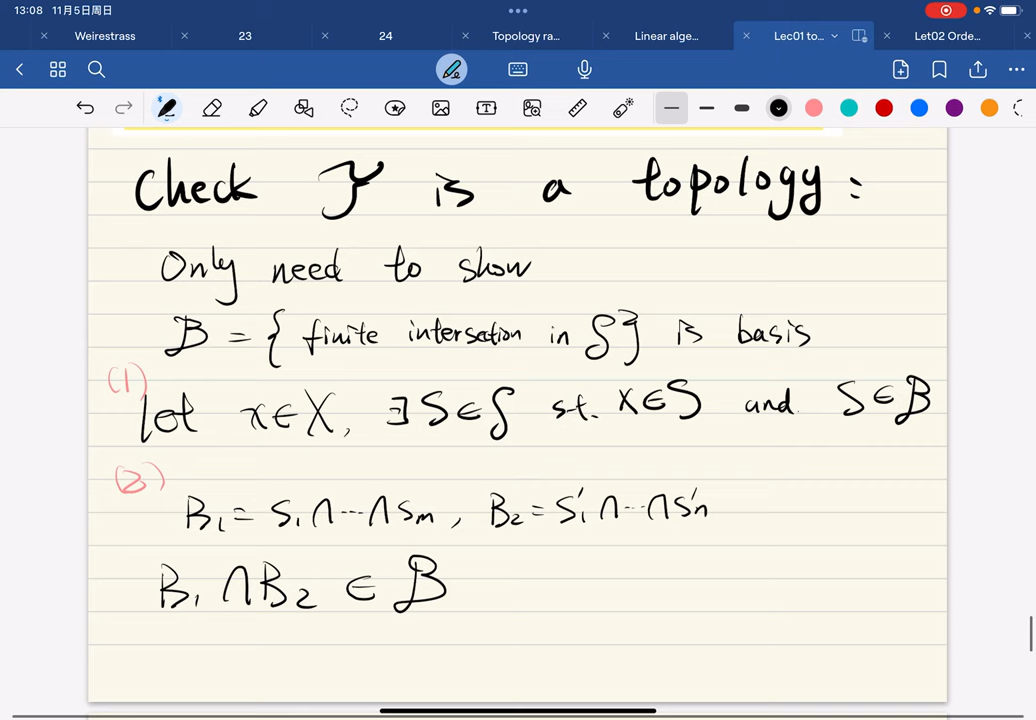 13:08 11月5日周日
Weirestrass 23 24 Topology ra... Linear alge... Lec01 to... Let02 Orde...
Check 𝒯 is a topology :
Only need to show
ℬ = { finite intersection in 𝒮 } is basis
(1)
let x ∈ X, ∃ S ∈ 𝒮 st. x ∈ S and S ∈ ℬ
(2)
B₁ = S₁ ∩ ··· ∩ Sₘ , B₂ = S'₁ ∩ ··· ∩ S'ₙ
B₁ ∩ B₂ ∈ ℬ